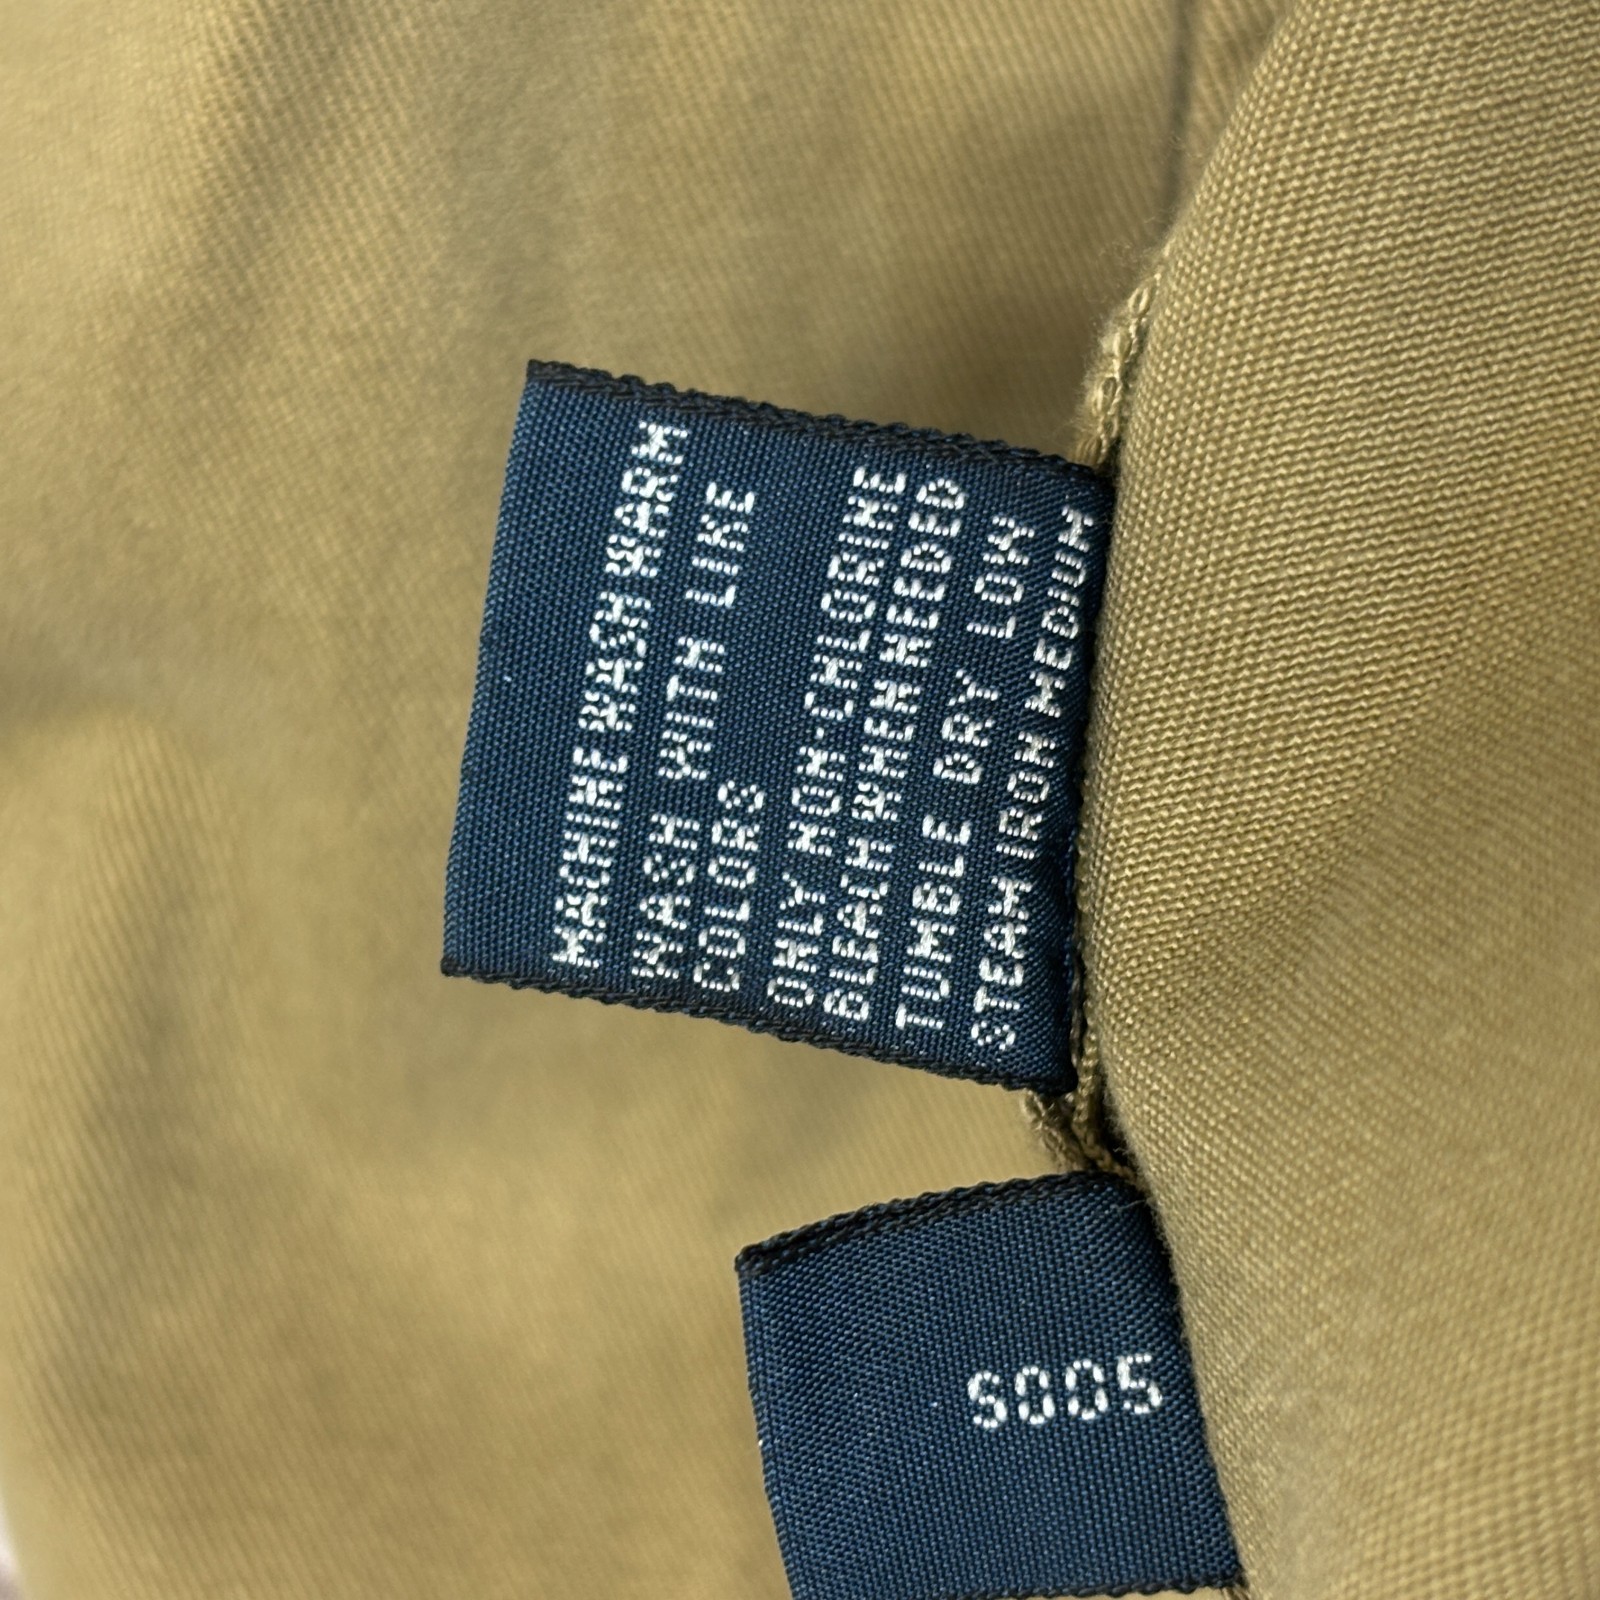 MACHINE WASH WARM
WASH WITH LIKE
COLORS
ONLY NON-CHLORINE
BLEACH WHEN NEEDED
TUMBLE DRY LOW
STEAM IRON MEDIUM
S005